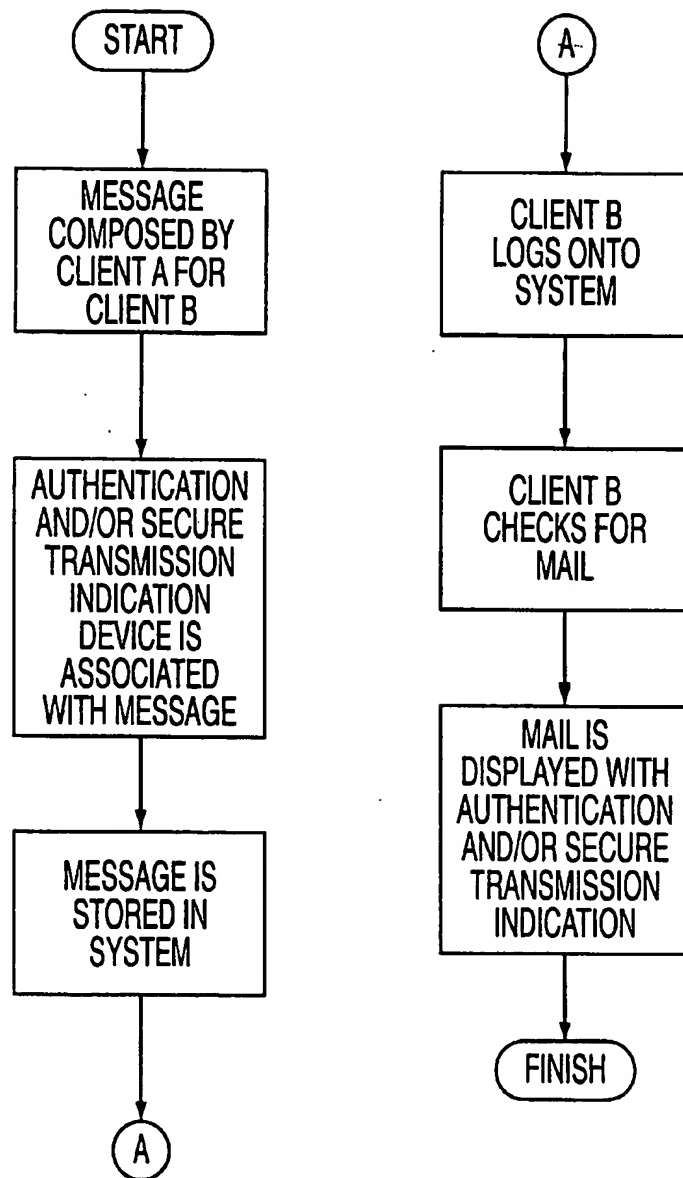 START
MESSAGE
COMPOSED BY
CLIENT A FOR
CLIENT B
AUTHENTICATION
AND/OR SECURE
TRANSMISSION
INDICATION
DEVICE IS
ASSOCIATED
WITH MESSAGE
MESSAGE IS
STORED IN
SYSTEM
A
A
CLIENT B
LOGS ONTO
SYSTEM
CLIENT B
CHECKS FOR
MAIL
MAIL IS
DISPLAYED WITH
AUTHENTICATION
AND/OR SECURE
TRANSMISSION
INDICATION
FINISH